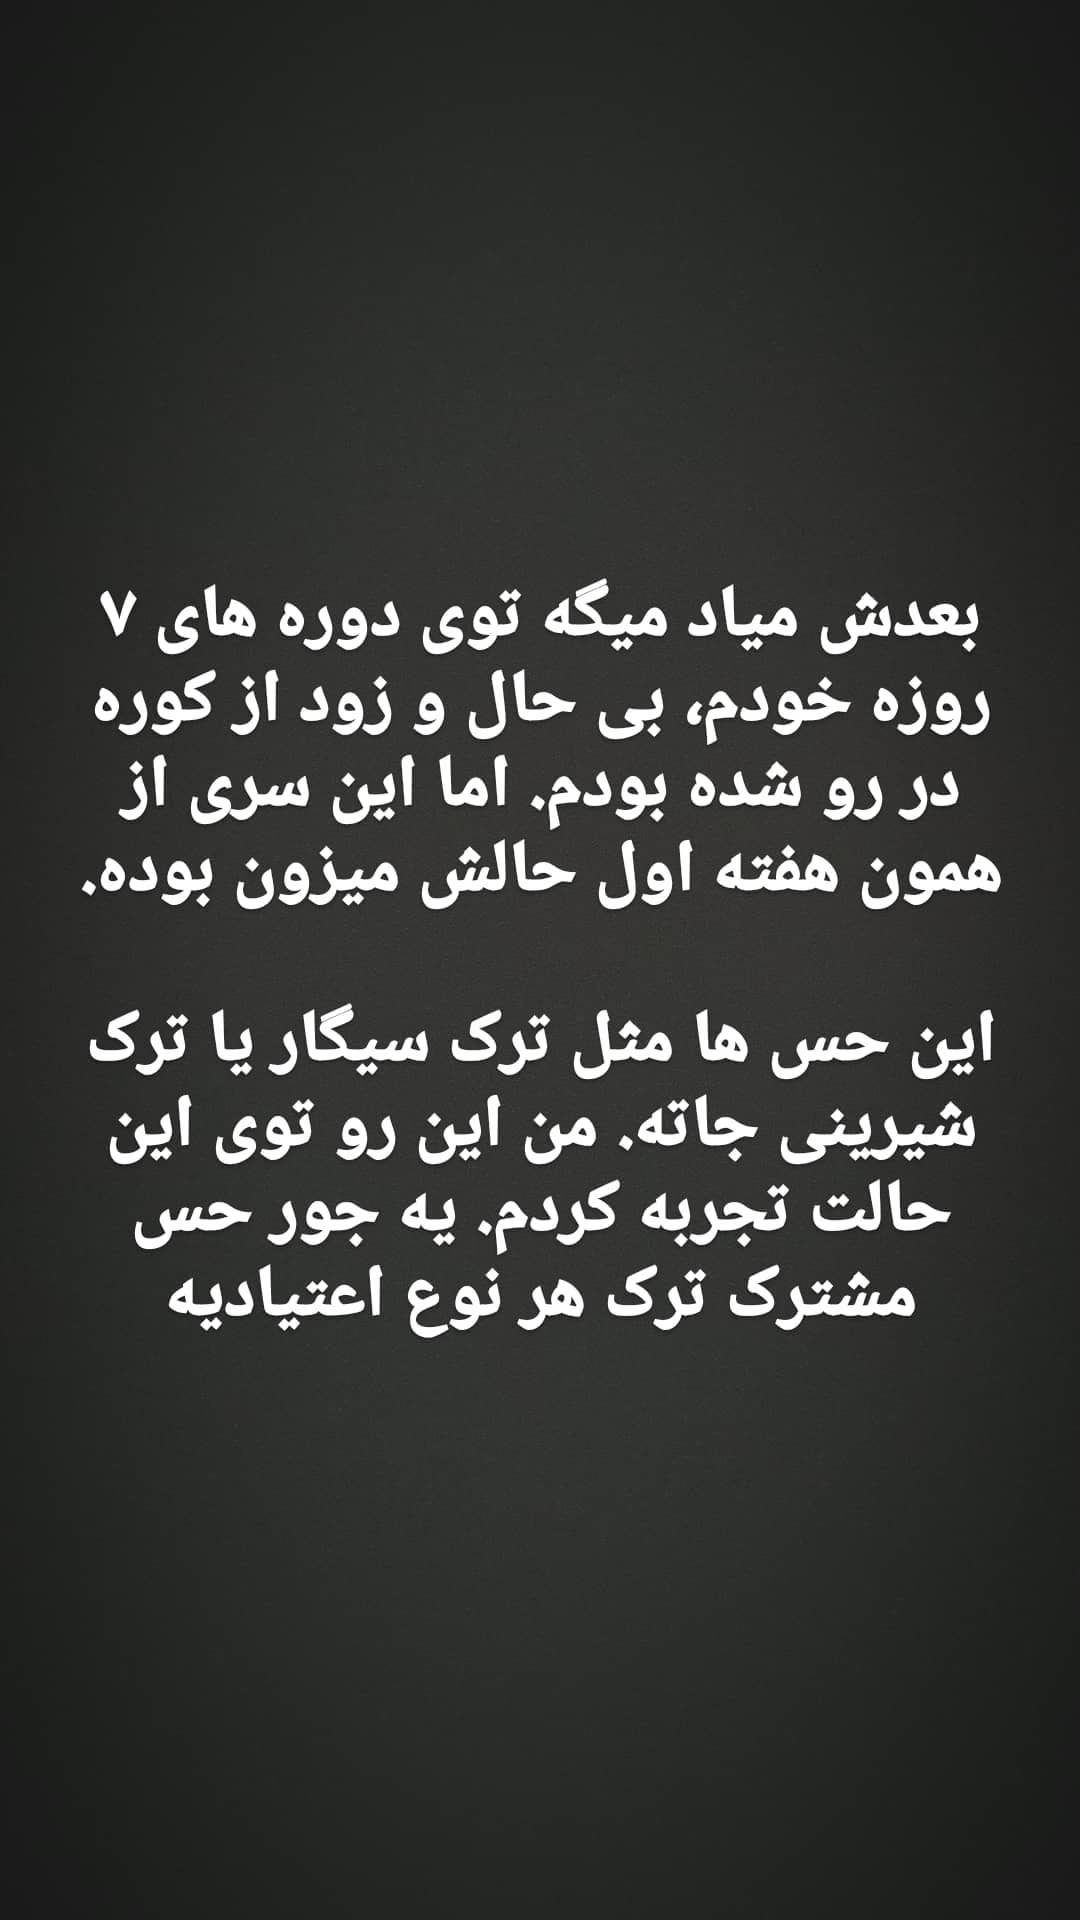 بعدش میاد میگه توی دوره های ۷
روزه خودم، بی حال و زود از کوره
در رو شده بودم. اما این سری از
همون هفته اول حالش میزون بوده.
این حس ها مثل ترک سیگار یا ترک
شیرینی جاته. من این رو توی این
حالت تجربه کردم. یه جور حس
مشترک ترک هر نوع اعتیادیه